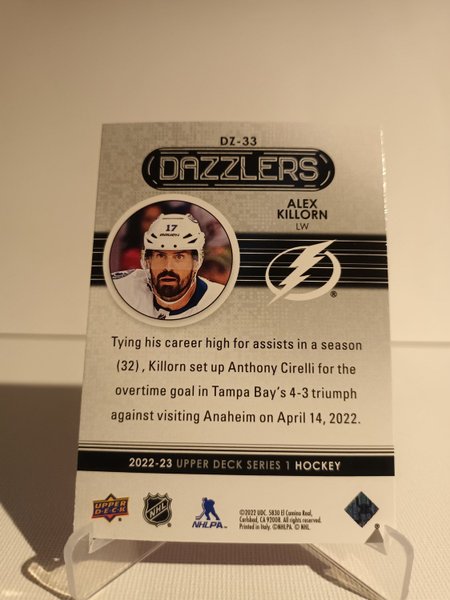 DZ-33
DAZZLERS
ALEX
KILLORN
LW
17
BAUER
®
Tying his career high for assists in a season
(32), Killorn set up Anthony Cirelli for the
overtime goal in Tampa Bay's 4-3 triumph
against visiting Anaheim on April 14, 2022.
2022-23 UPPER DECK SERIES 1 HOCKEY
UPPER
DECK
NHL
NHLPA
©2022 UDC. 5830 El Camino Real,
Carlsbad, CA 92008. All rights reserved.
Printed in Italy. ©NHLPA. © NHL.